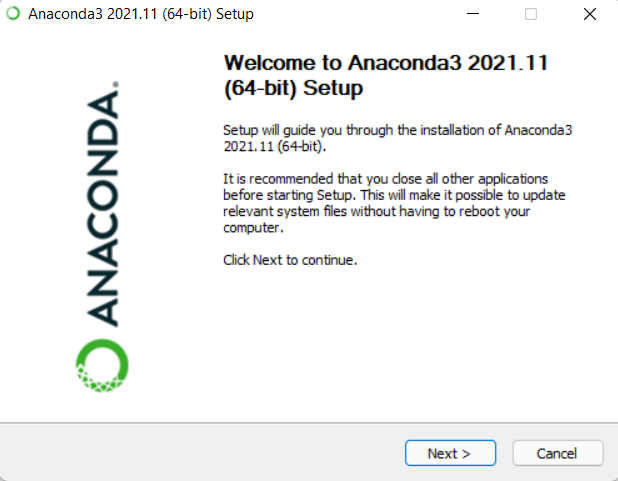 Anaconda3 2021.11 (64-bit) Setup
ANACONDA.
Welcome to Anaconda3 2021.11
(64-bit) Setup
Setup will guide you through the installation of Anaconda3
2021.11 (64-bit).
It is recommended that you close all other applications
before starting Setup. This will make it possible to update
relevant system files without having to reboot your
computer.
Click Next to continue.
Next >
Cancel